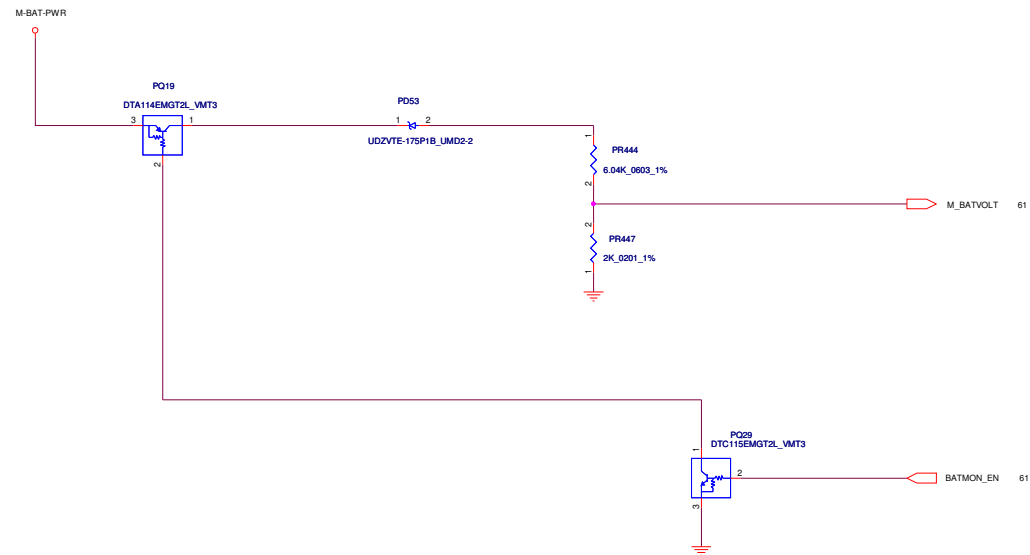 M-BAT-PWR
PQ19
DTA114EMGT2L_VMT3
3
1
2
PD53
1
2
UDZVTE-175P1B_UMD2-2
1
PR444
6.04K_0603_1%
2
M_BATVOLT 61
2
PR447
2K_0201_1%
1
PQ29
DTC115EMGT2L_VMT3
1
2
BATMON_EN 61
3